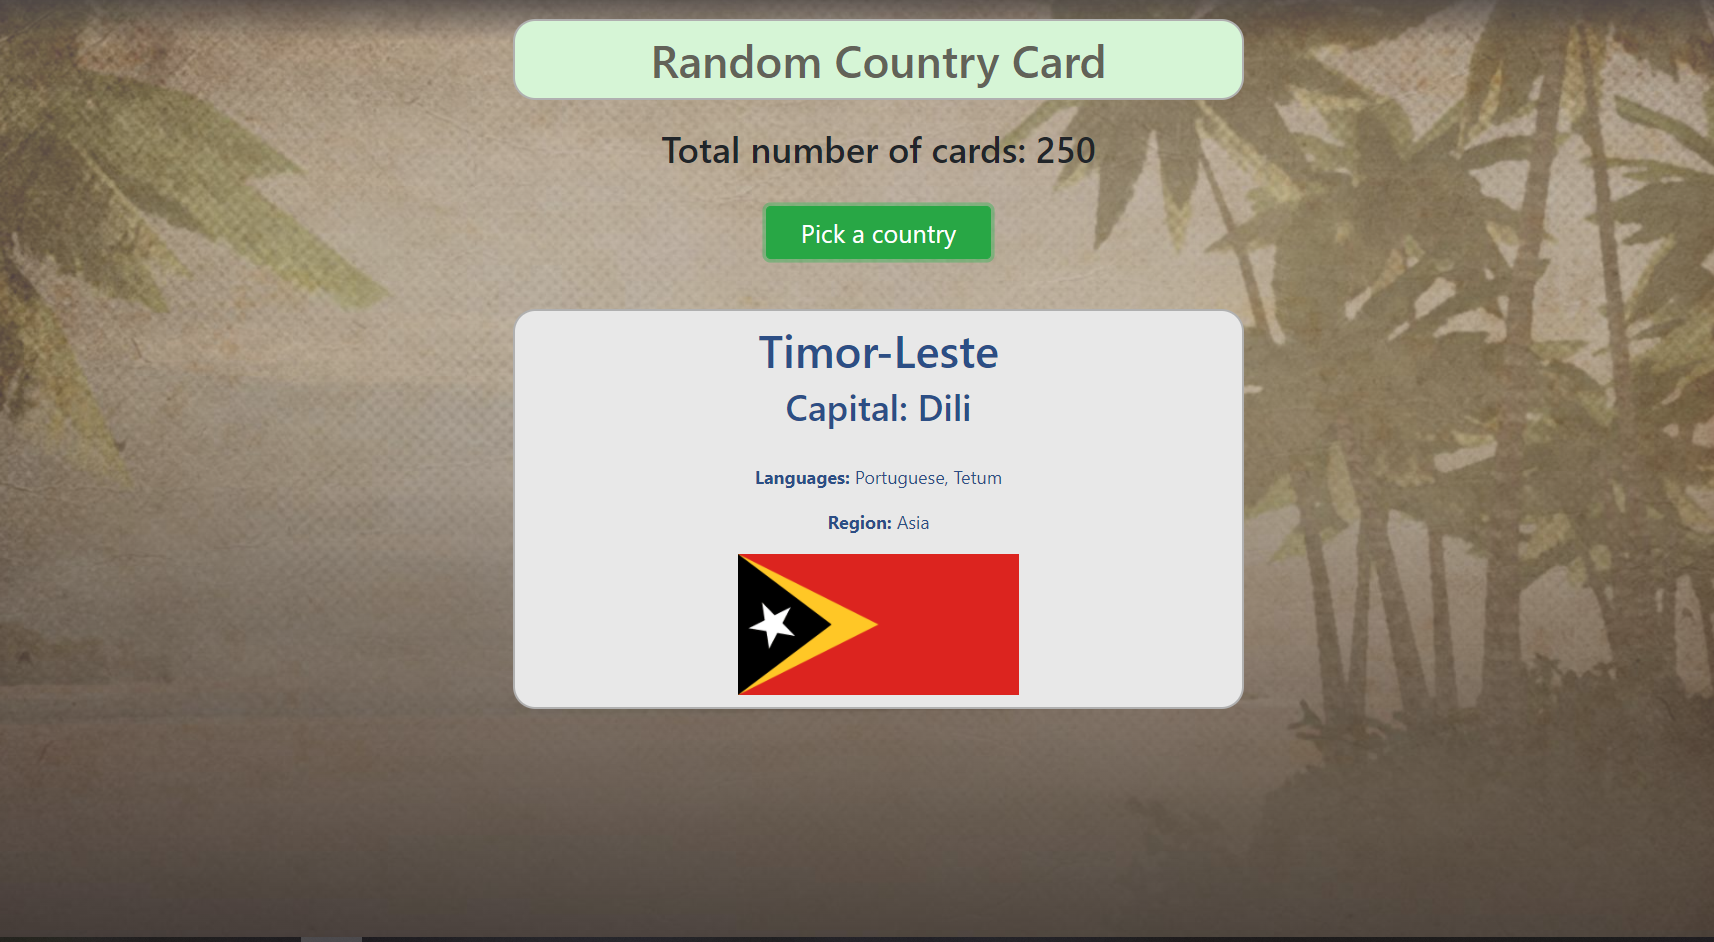 Random Country Card
Total number of cards: 250
Pick a country
Timor-Leste
Capital: Dili
Languages: Portuguese, Tetum
Region: Asia